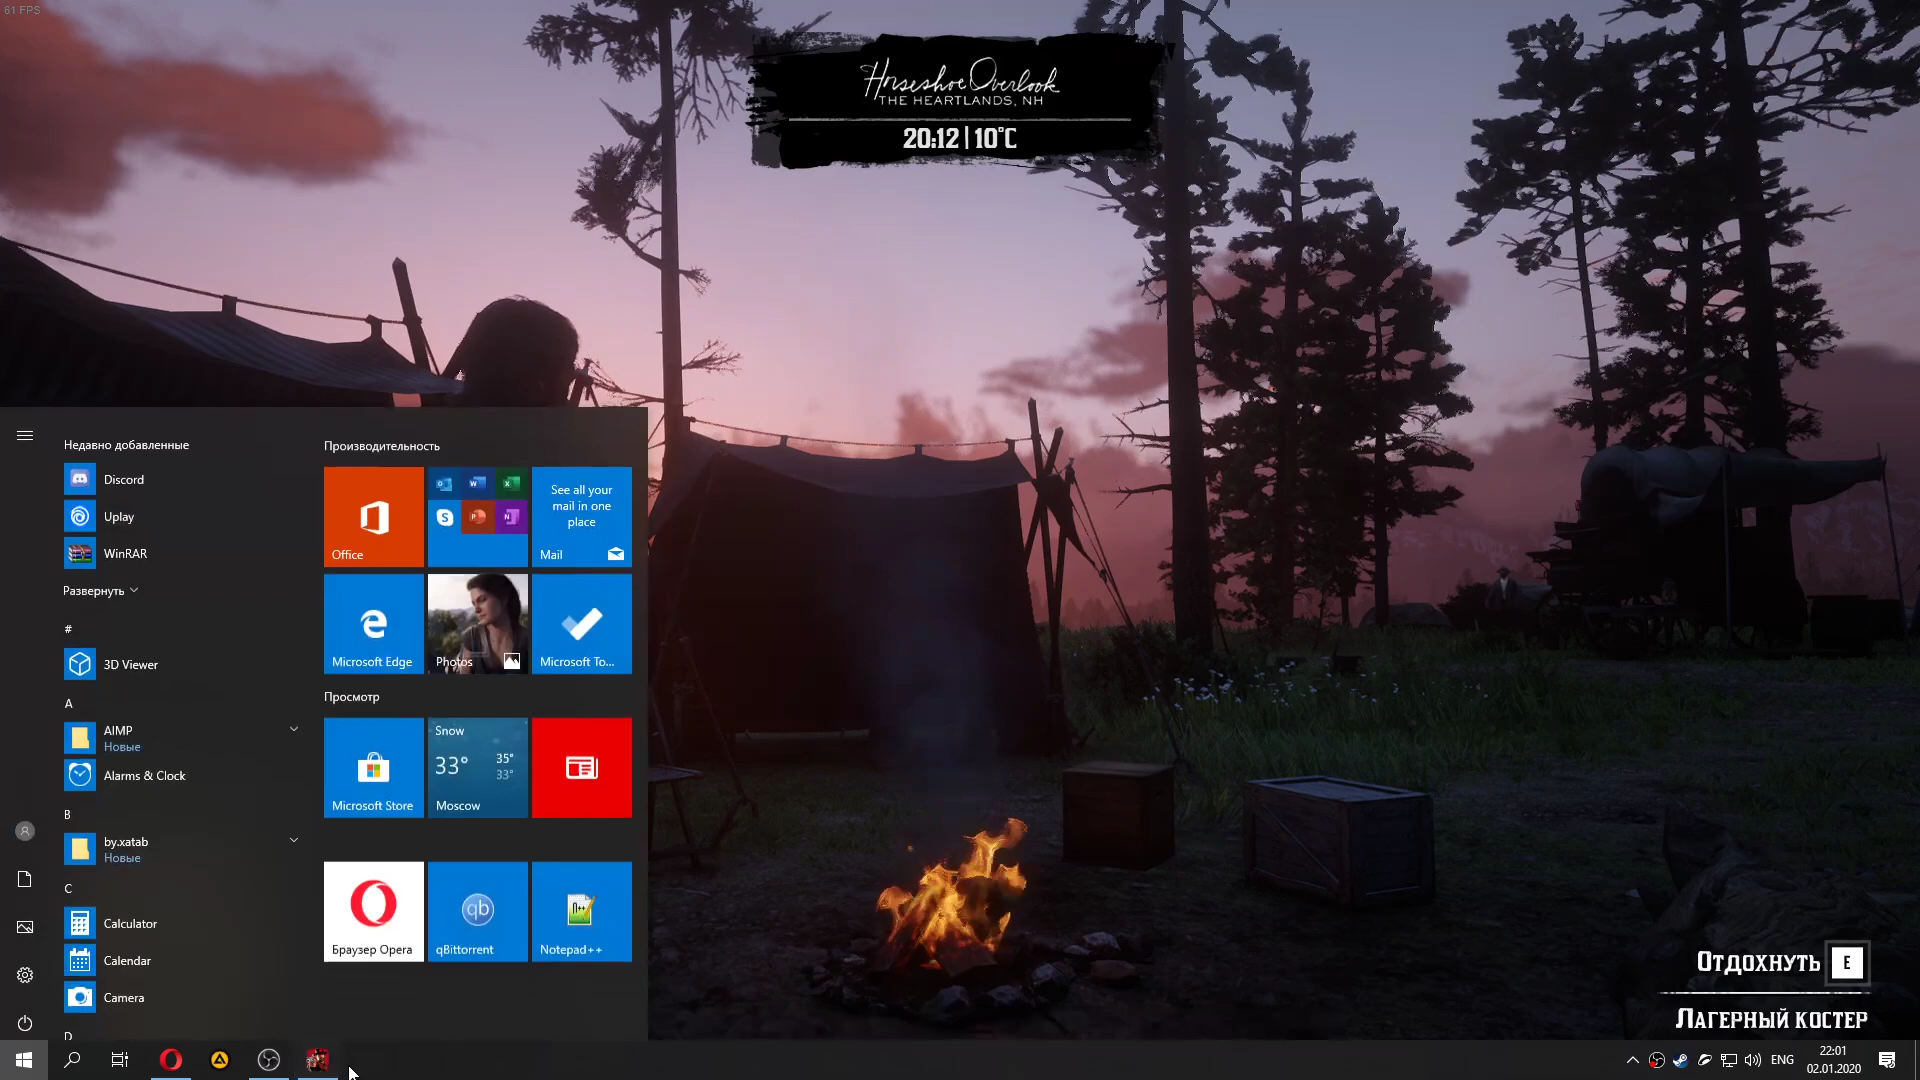 61 FPS
Horseshoe Overlook
THE HEARTLANDS, NH
20:12 | 10°C
Недавно добавленные
Discord
Uplay
WinRAR
Развернуть
#
3D Viewer
A
AIMP
Новые
Alarms & Clock
B
by.xatab
Новые
C
Calculator
Calendar
Camera
D
Производительность
Office
See all your
mail in one
place
Mail
Microsoft Edge
Photos
Microsoft To...
Просмотр
Microsoft Store
Snow
33°
35°
33°
Moscow
Браузер Opera
qb
qBittorrent
Notepad++
Отдохнуть E
Лагерный костер
ENG
22:01
02.01.2020